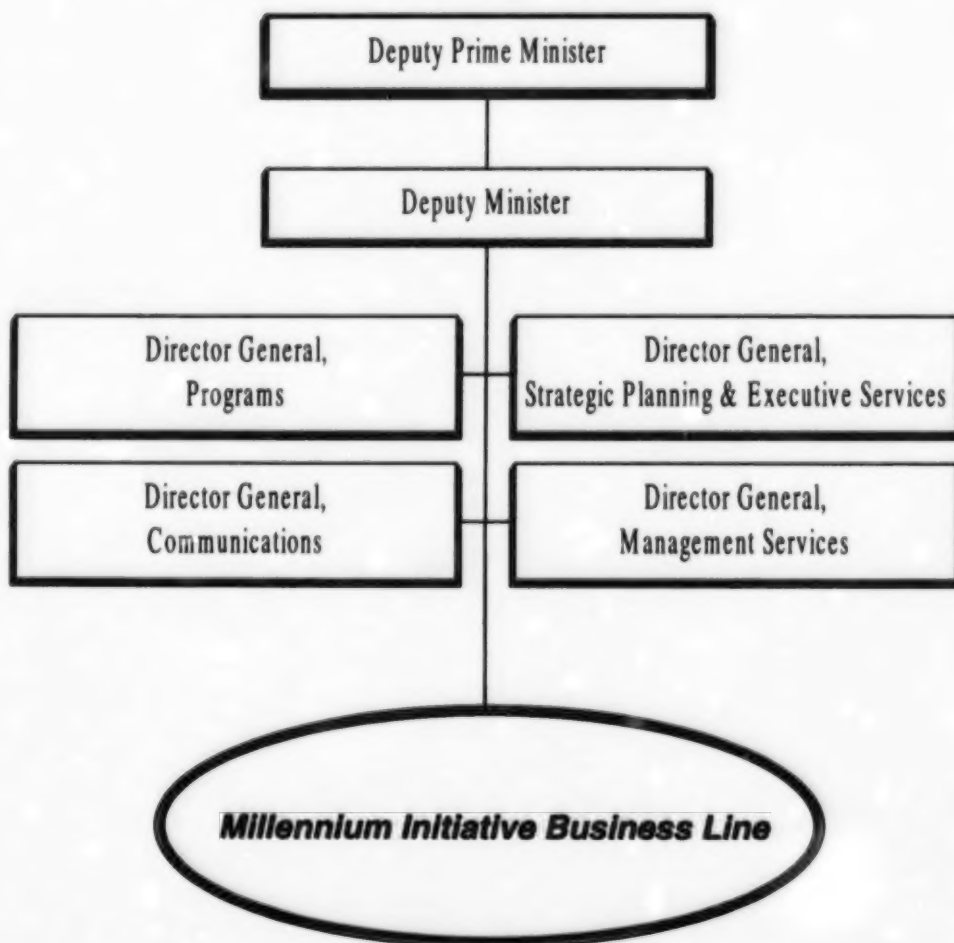 Deputy Prime Minister
Deputy Minister
Director General,
Programs
Director General,
Strategic Planning & Executive Services
Director General,
Communications
Director General,
Management Services
Millennium Initiative Business Line